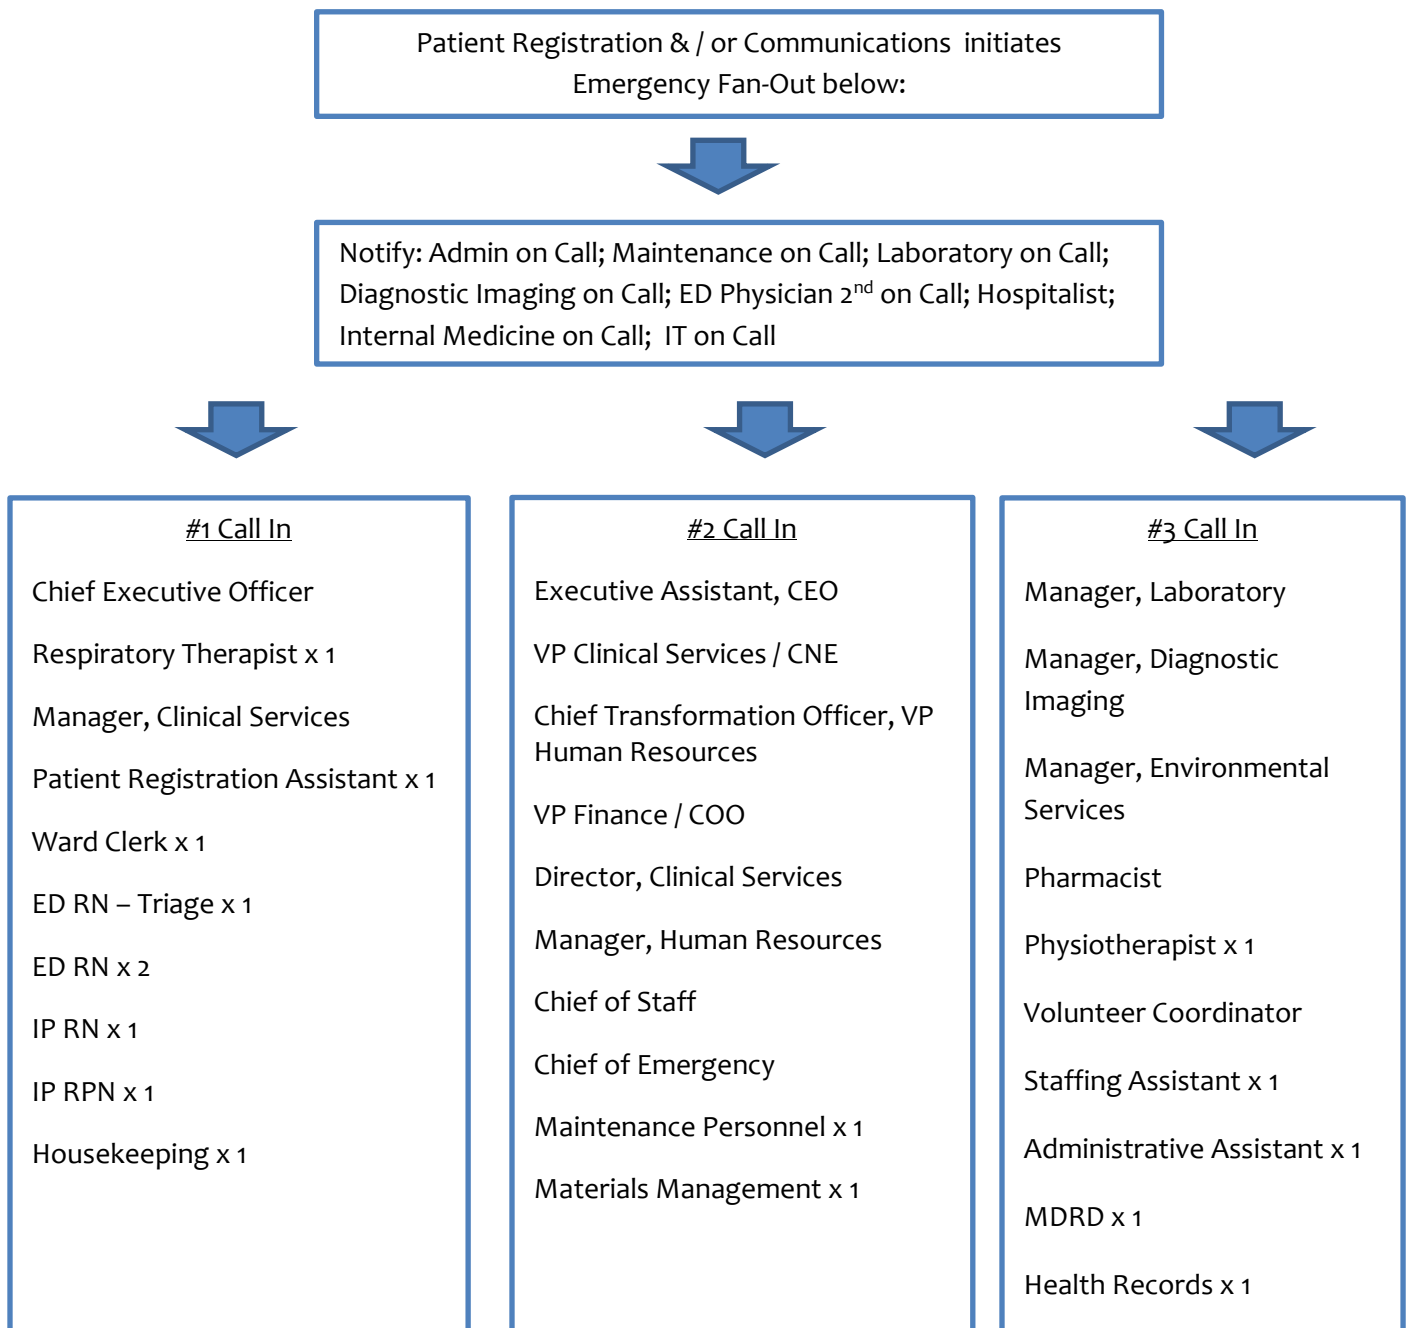 Patient Registration & / or Communications initiates
Emergency Fan-Out below:
Notify: Admin on Call; Maintenance on Call; Laboratory on Call;
Diagnostic Imaging on Call; ED Physician 2nd on Call; Hospitalist;
Internal Medicine on Call; IT on Call
#1 Call In
Chief Executive Officer
Respiratory Therapist x 1
Manager, Clinical Services
Patient Registration Assistant x 1
Ward Clerk x 1
ED RN – Triage x 1
ED RN x 2
IP RN x 1
IP RPN x 1
Housekeeping x 1
#2 Call In
Executive Assistant, CEO
VP Clinical Services / CNE
Chief Transformation Officer, VP
Human Resources
VP Finance / COO
Director, Clinical Services
Manager, Human Resources
Chief of Staff
Chief of Emergency
Maintenance Personnel x 1
Materials Management x 1
#3 Call In
Manager, Laboratory
Manager, Diagnostic
Imaging
Manager, Environmental
Services
Pharmacist
Physiotherapist x 1
Volunteer Coordinator
Staffing Assistant x 1
Administrative Assistant x 1
MDRD x 1
Health Records x 1